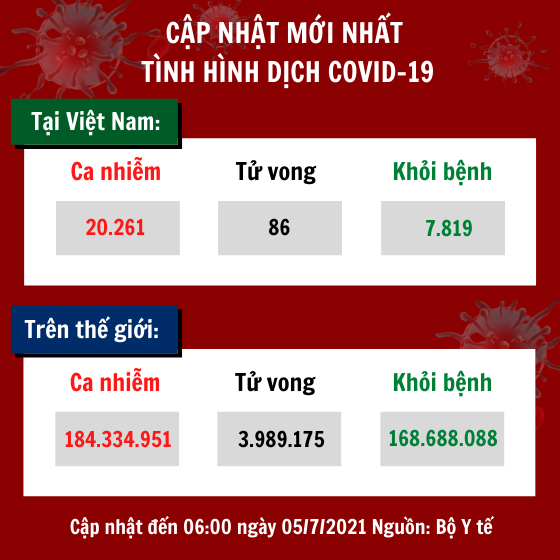 CẬP NHẬT MỚI NHẤT
TÌNH HÌNH DỊCH COVID-19
Tại Việt Nam:
Ca nhiễm Tử vong Khỏi bệnh
20.261 86 7.819
Trên thế giới:
Ca nhiễm Tử vong Khỏi bệnh
184.334.951 3.989.175 168.688.088
Cập nhật đến 06:00 ngày 05/7/2021 Nguồn: Bộ Y tế